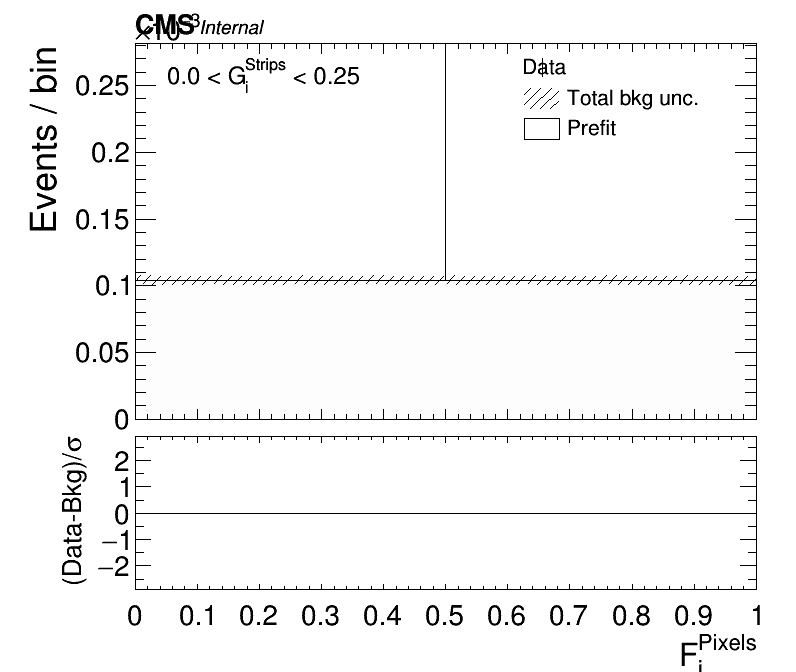 CMS Internal
×10⁻³
0.0 < G_i^Strips < 0.25
Data
Total bkg unc.
Prefit
Events / bin
0.25
0.2
0.15
0.1
0.05
0
(Data-Bkg)/σ
2
1
0
−1
−2
0 0.1 0.2 0.3 0.4 0.5 0.6 0.7 0.8 0.9 1
F_i^Pixels